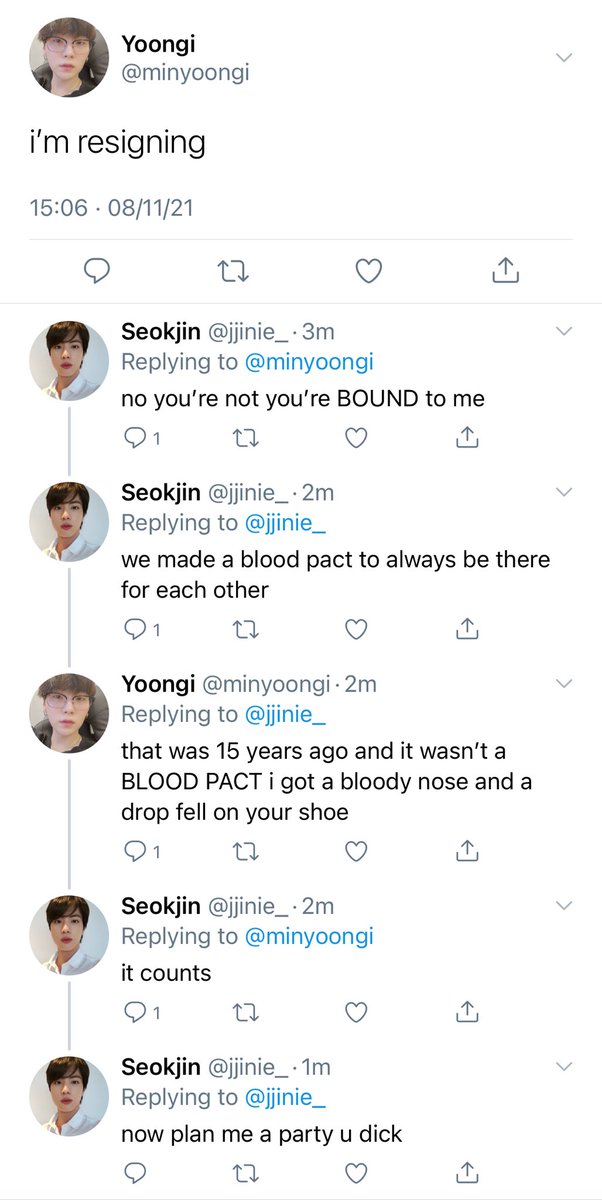 Yoongi
@minyoongi
i’m resigning
15:06 · 08/11/21
Seokjin @jjinie_ · 3m
Replying to @minyoongi
no you’re not you’re BOUND to me
1
Seokjin @jjinie_ · 2m
Replying to @jjinie_
we made a blood pact to always be there
for each other
1
Yoongi @minyoongi · 2m
Replying to @jjinie_
that was 15 years ago and it wasn’t a
BLOOD PACT i got a bloody nose and a
drop fell on your shoe
1
Seokjin @jjinie_ · 2m
Replying to @minyoongi
it counts
1
Seokjin @jjinie_ · 1m
Replying to @jjinie_
now plan me a party u dick